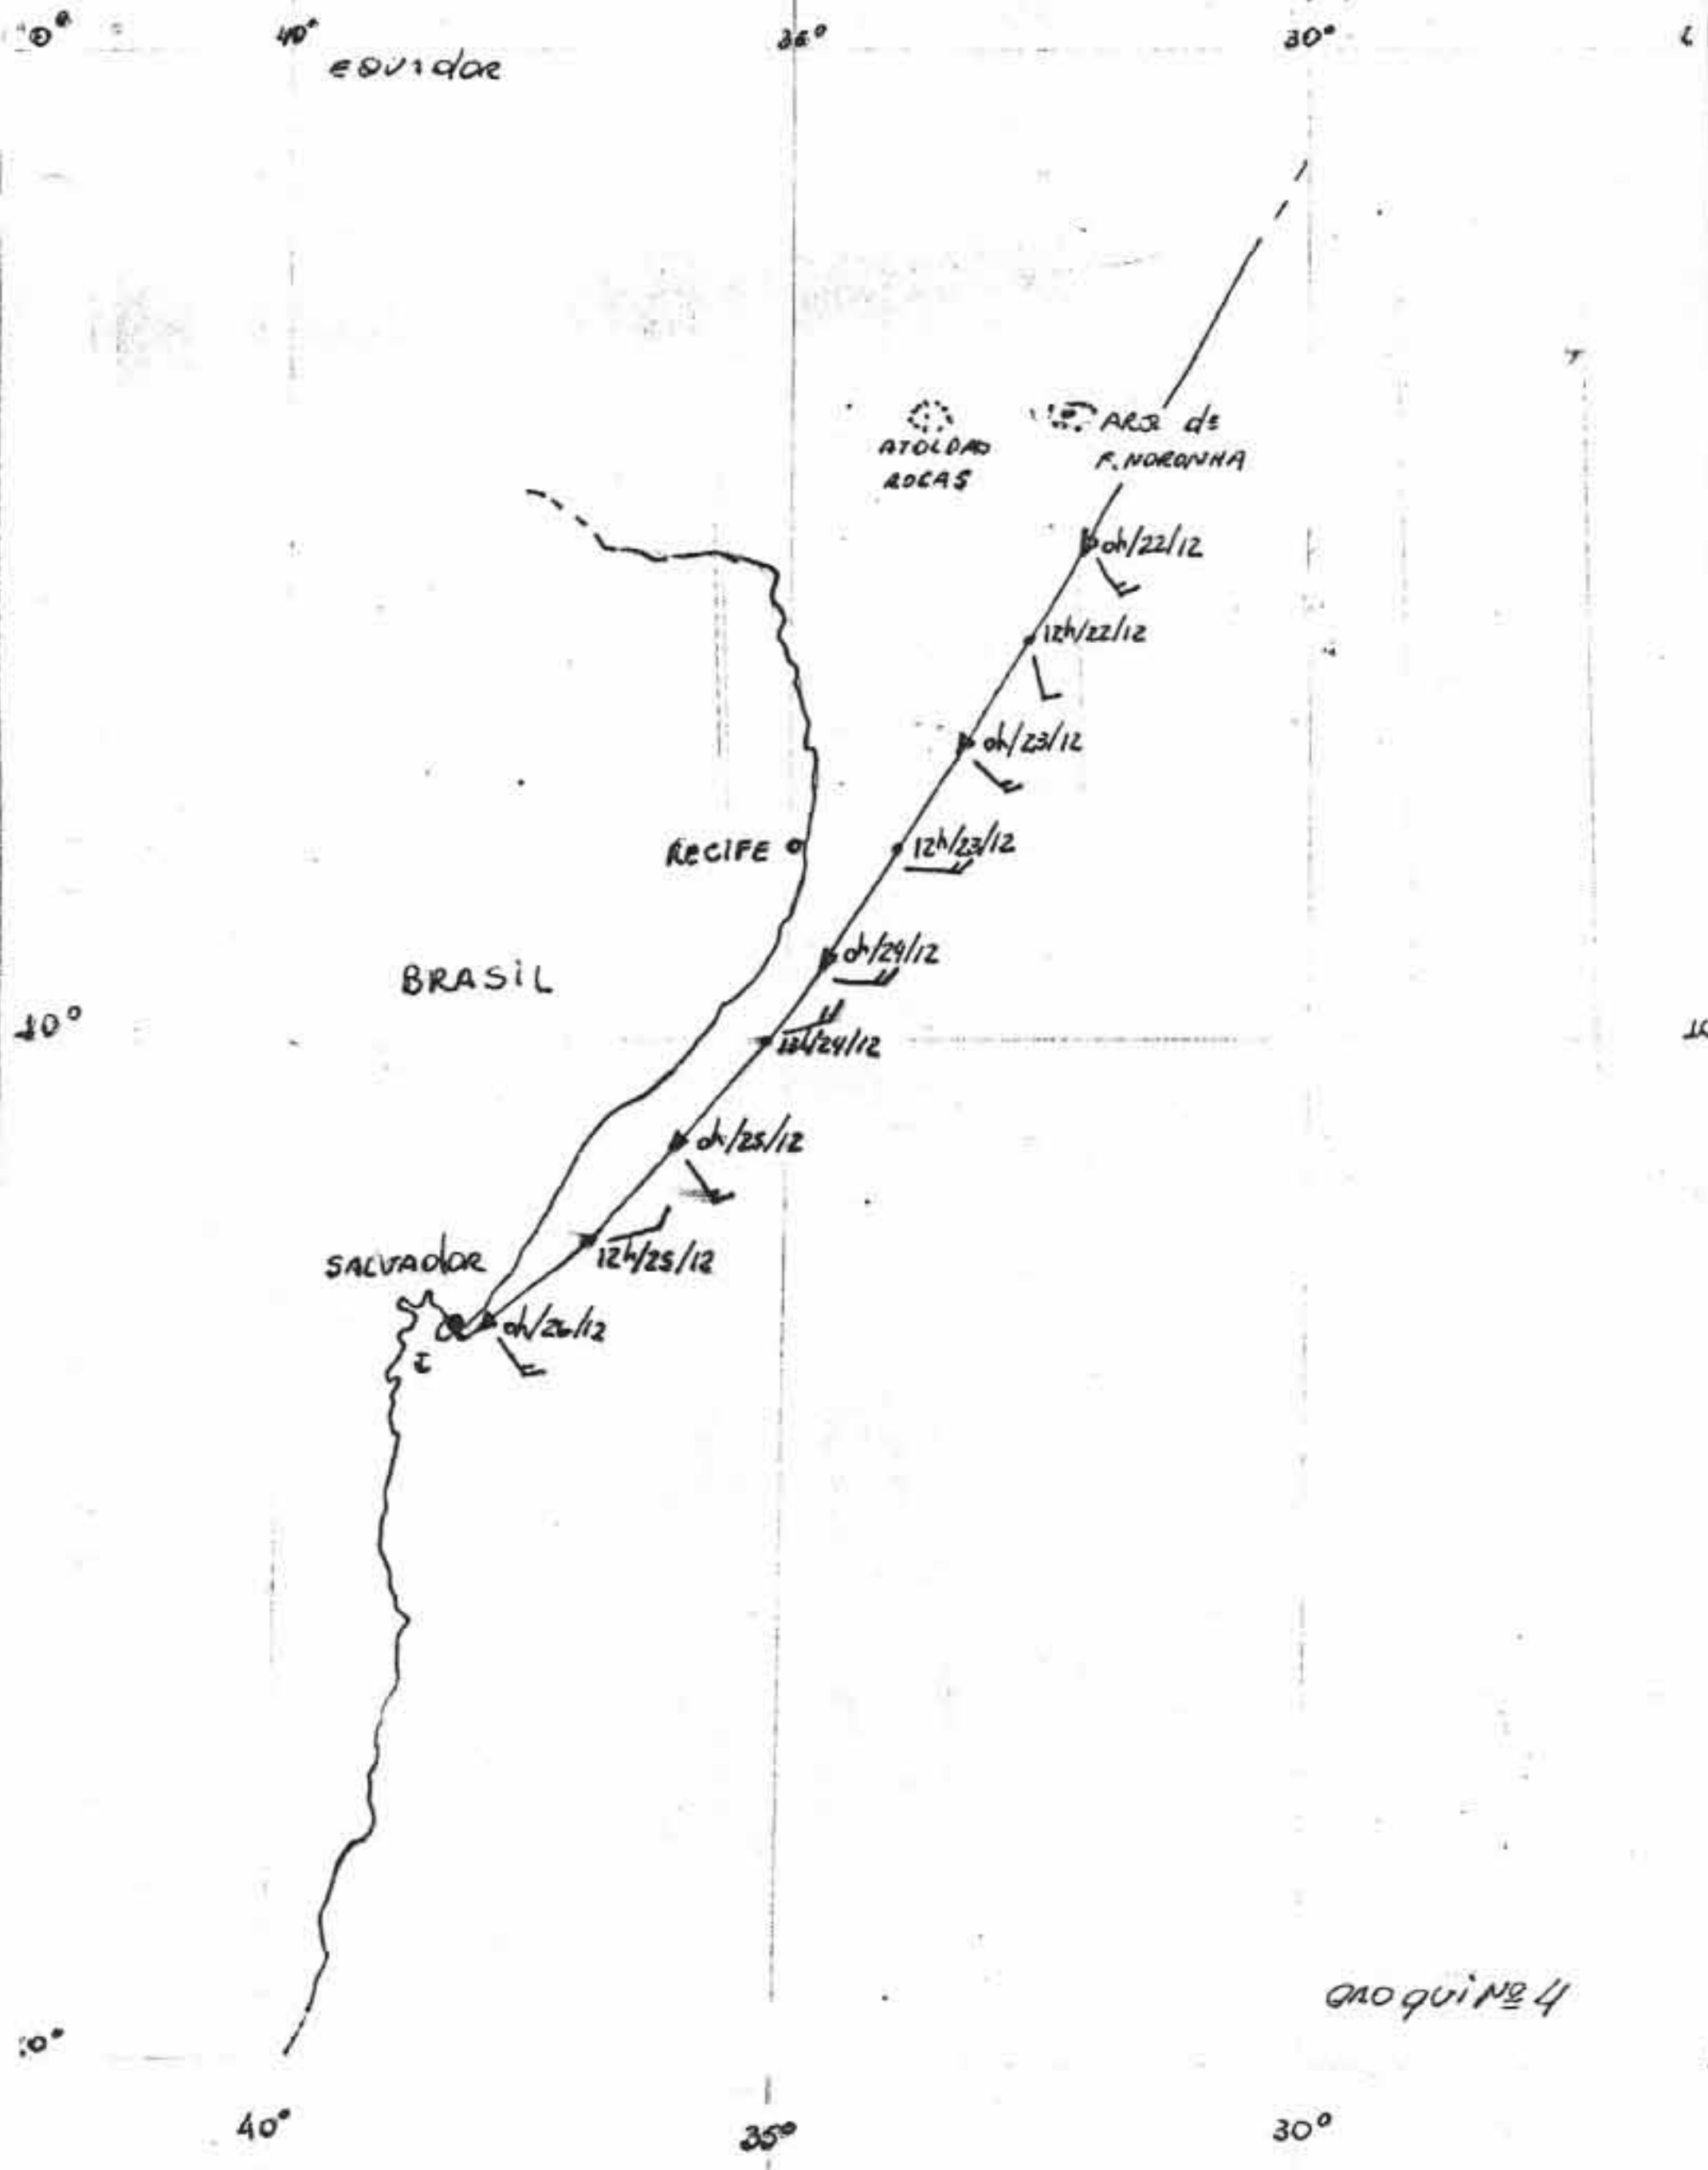 0°
40°
35°
30°
EQUADOR
ATOL DAS
ROCAS
ARQ. de
F. NORONHA
0h/22/12
12h/22/12
0h/23/12
RECIFE
12h/23/12
0h/24/12
BRASIL
10°
12h/24/12
0h/25/12
SALVADOR
12h/25/12
0h/26/12
I
CROQUI Nº 4
40°
35°
30°